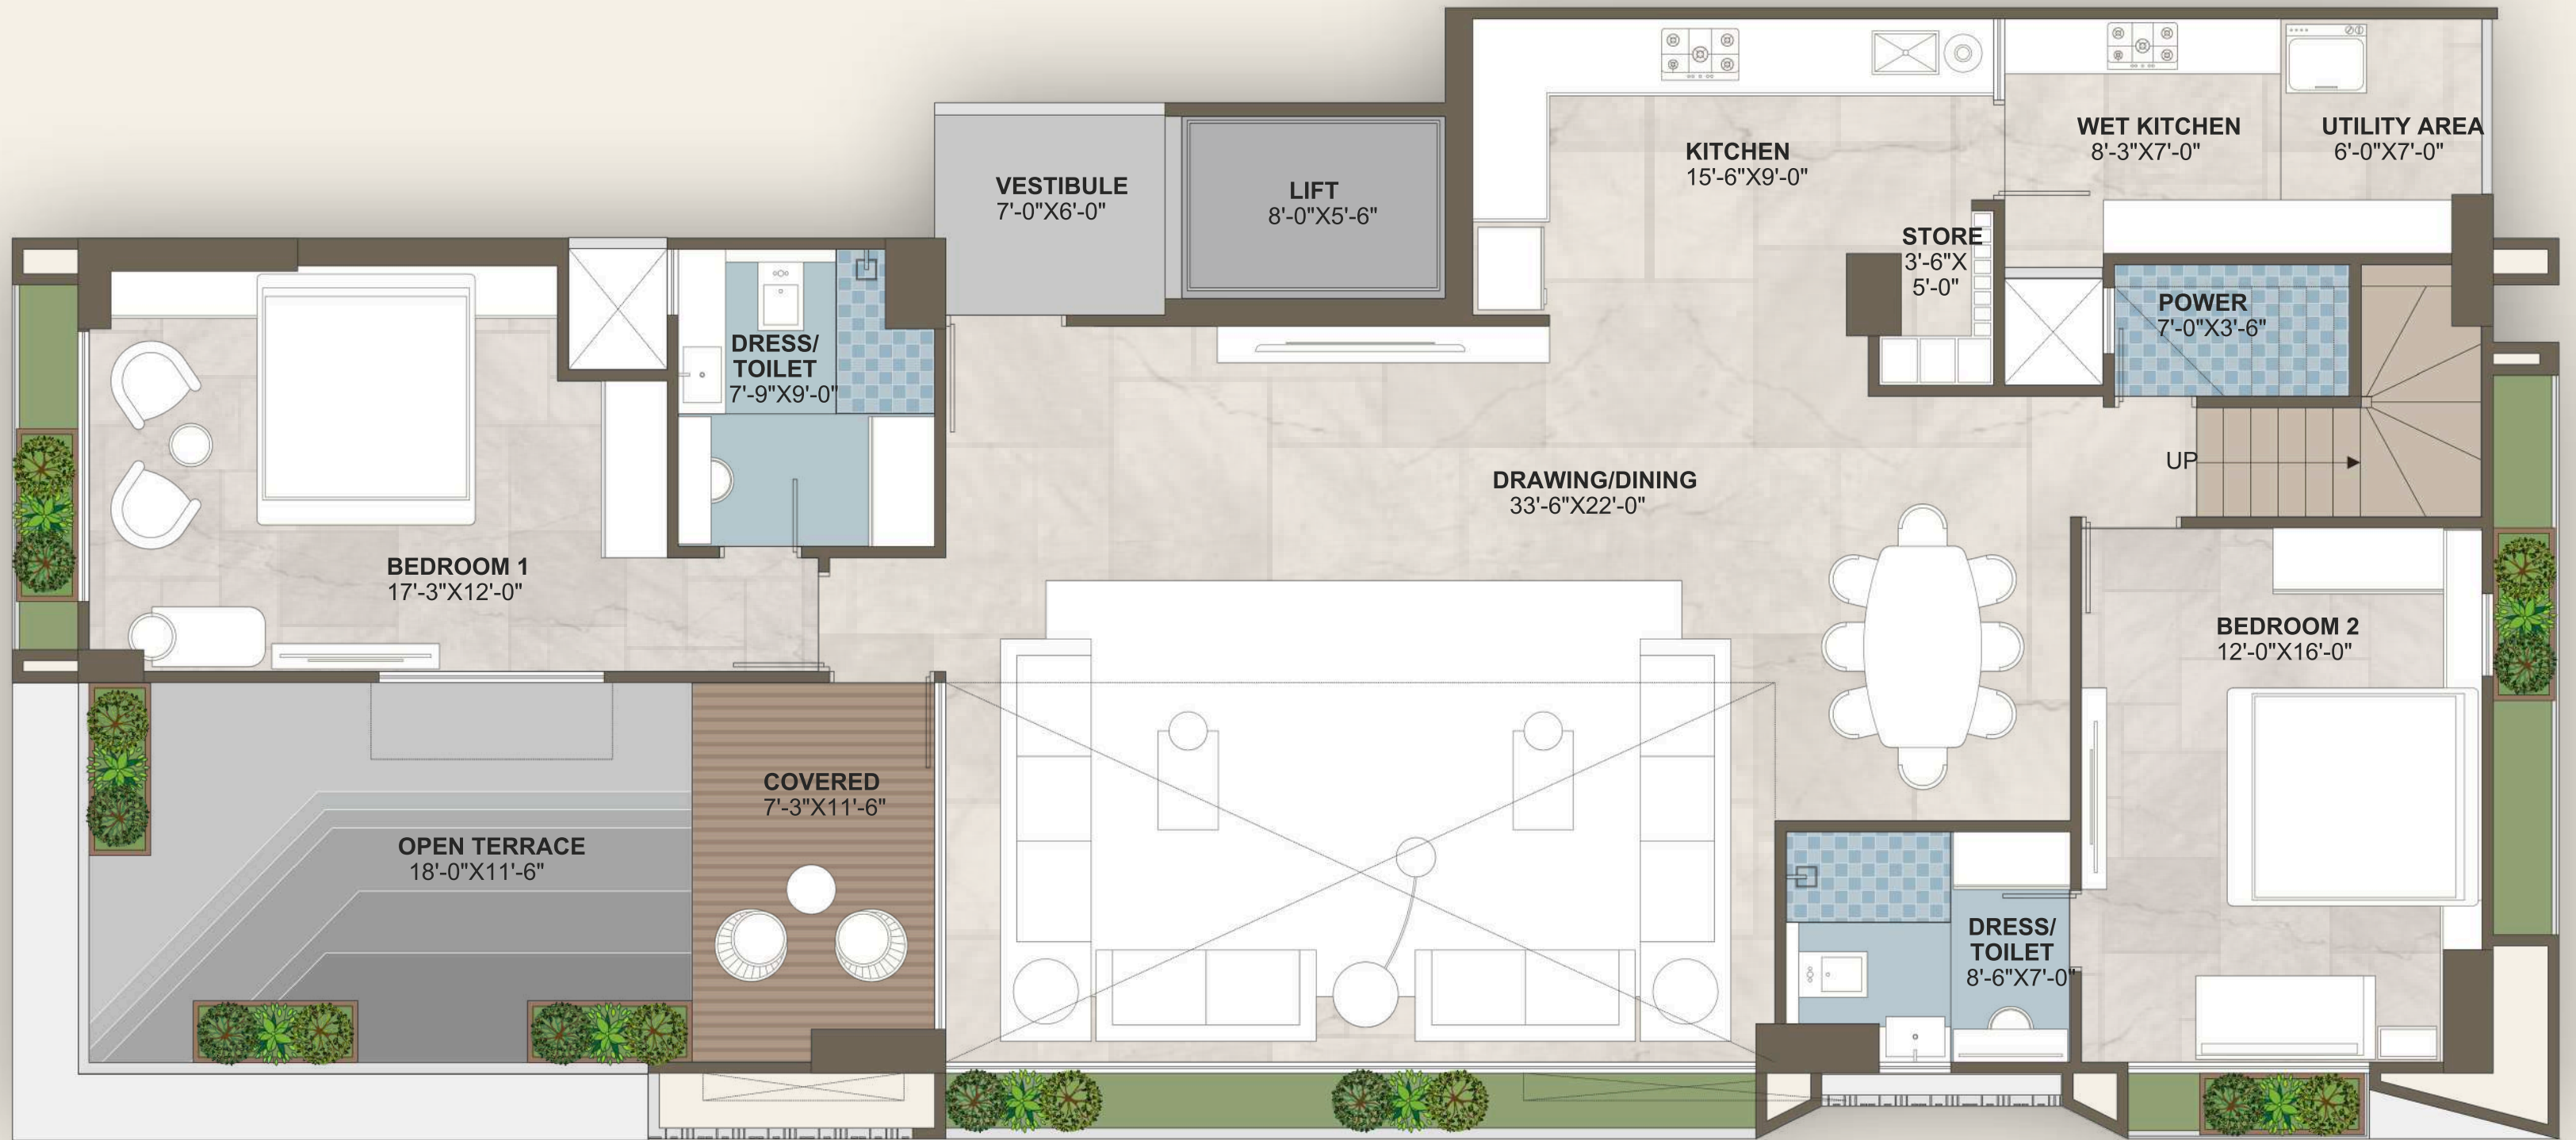 KITCHEN
15'-6"X9'-0"
WET KITCHEN
8'-3"X7'-0"
UTILITY AREA
6'-0"X7'-0"
VESTIBULE
7'-0"X6'-0"
LIFT
8'-0"X5'-6"
STORE
3'-6"X
5'-0"
POWER
7'-0"X3'-6"
DRESS/
TOILET
7'-9"X9'-0"
UP
DRAWING/DINING
33'-6"X22'-0"
BEDROOM 1
17'-3"X12'-0"
BEDROOM 2
12'-0"X16'-0"
COVERED
7'-3"X11'-6"
OPEN TERRACE
18'-0"X11'-6"
DRESS/
TOILET
8'-6"X7'-0"